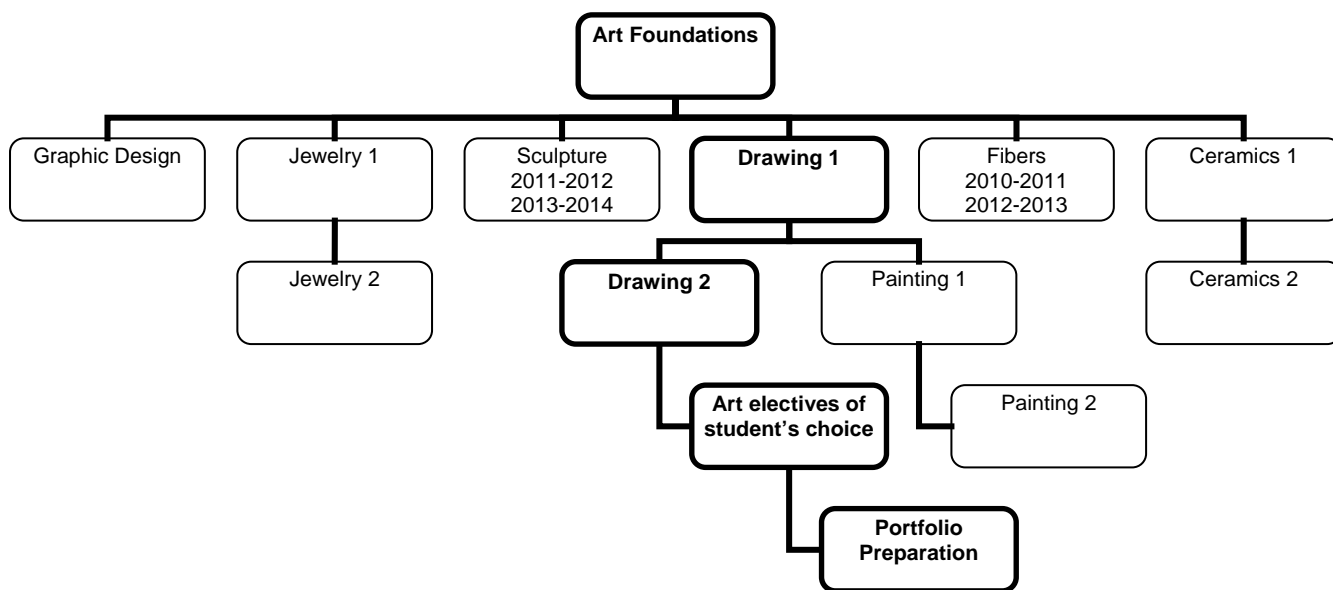 Art Foundations
Graphic Design
Jewelry 1
Sculpture
2011-2012
2013-2014
Drawing 1
Fibers
2010-2011
2012-2013
Ceramics 1
Jewelry 2
Drawing 2
Painting 1
Ceramics 2
Art electives of
student’s choice
Painting 2
Portfolio
Preparation